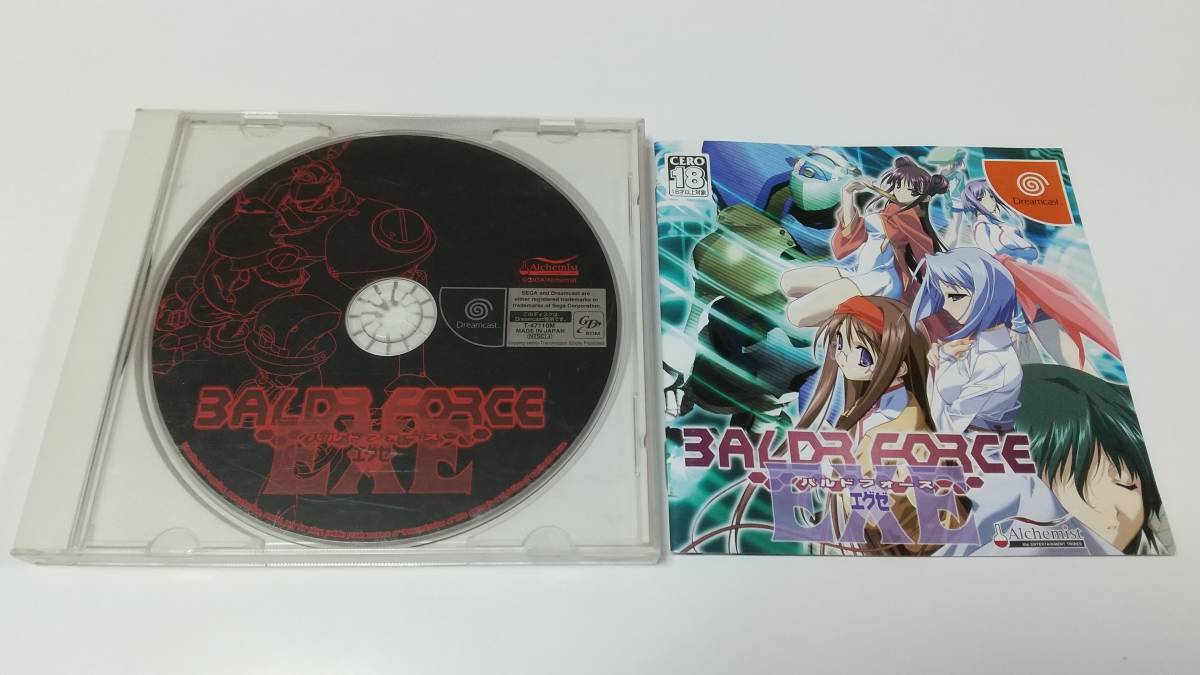 Alchemist
SEGA and Dreamcast are
either registered trademarks or
trademarks of Sega Corporation.
このディスクは
Dreamcast専用です。
T-47110M
MADE IN JAPAN
NTSC J
Dreamcast
GD
ROM
BALDR FORCE
バルドフォース
エグゼ
EXE
CERO
18
18才以上対象
Dreamcast
BALDR FORCE
バルドフォース
エグゼ
EXE
Alchemist
the ENTERTAINMENT TRIBES